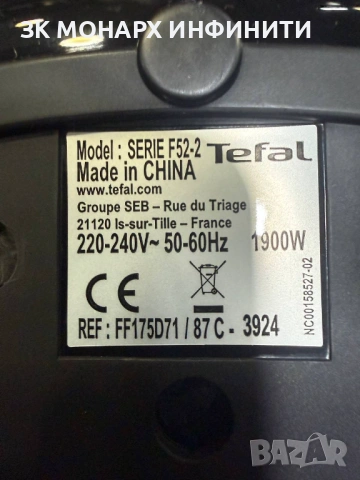 ЗК МОНАРХ ИНФИНИТИ
Model : SERIE F52-2 Tefal
Made in CHINA
www.tefal.com
Groupe SEB – Rue du Triage
21120 Is-sur-Tille – France
220-240V~ 50-60Hz 1900W
CE
REF : FF175D71 / 87 C - 3924
NC00158527-02
BAZAR